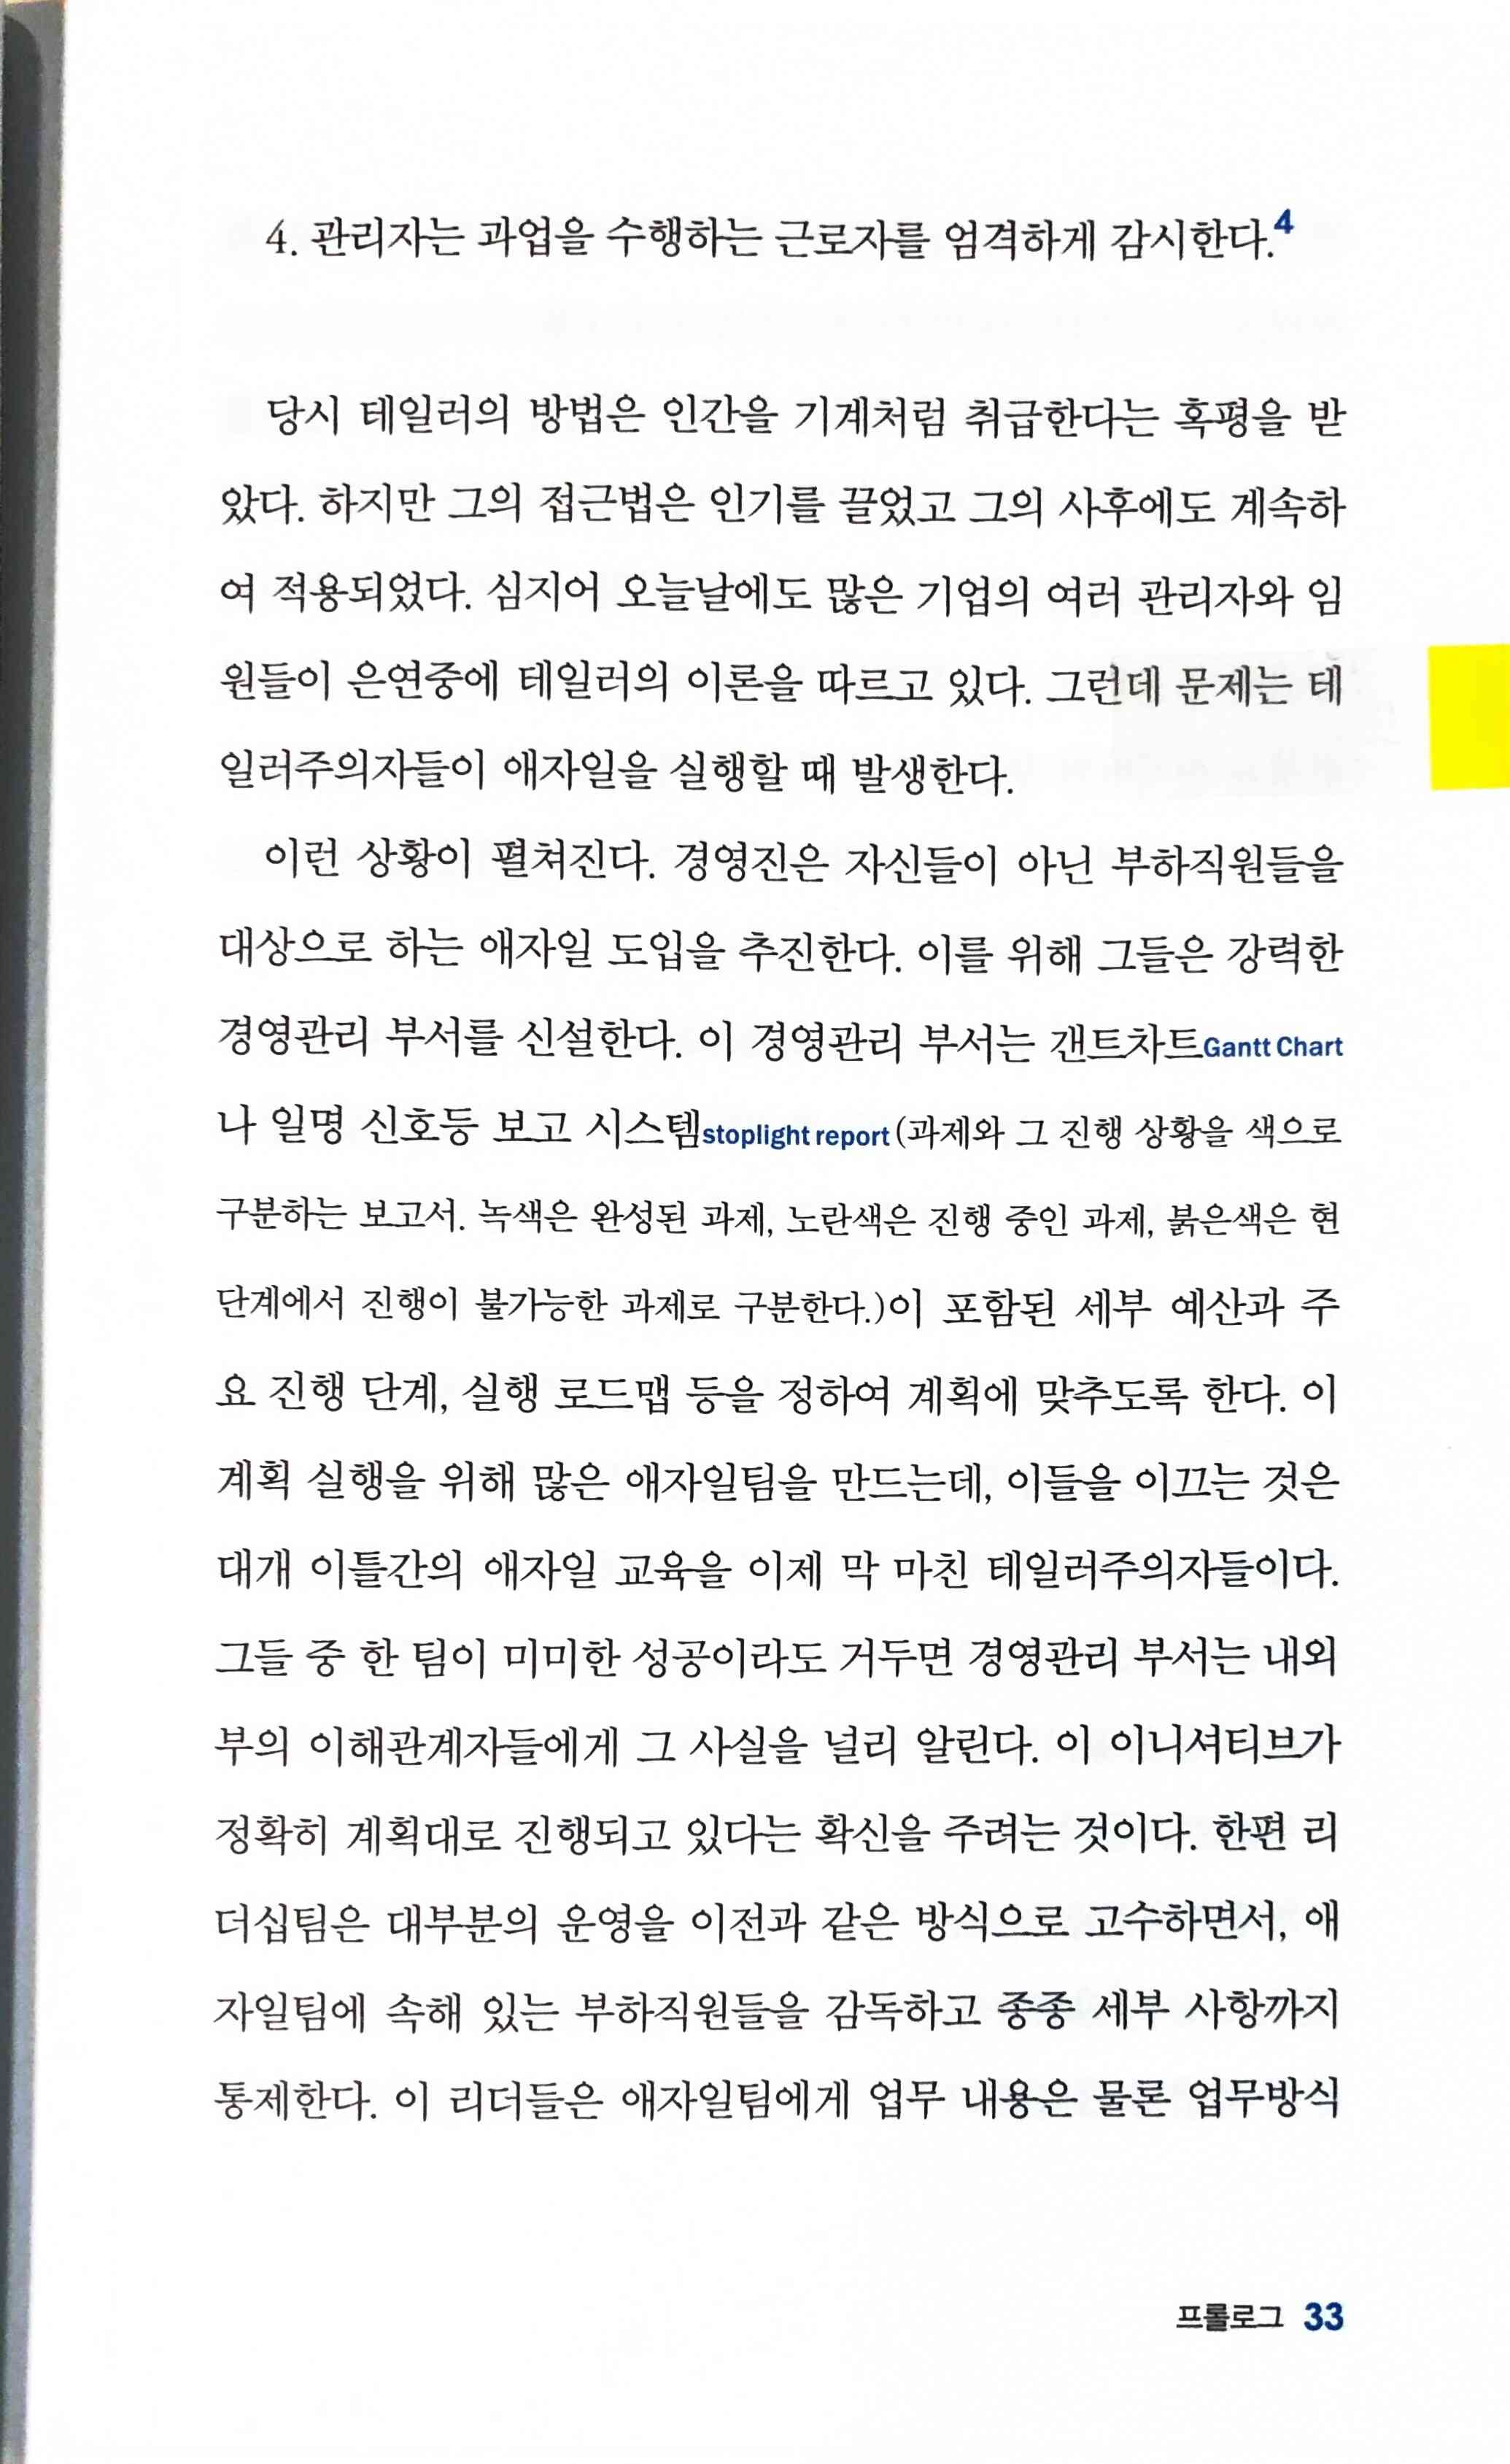 4. 관리자는 과업을 수행하는 근로자를 엄격하게 감시한다.4
당시 테일러의 방법은 인간을 기계처럼 취급한다는 혹평을 받
았다. 하지만 그의 접근법은 인기를 끌었고 그의 사후에도 계속하
여 적용되었다. 심지어 오늘날에도 많은 기업의 여러 관리자와 임
원들이 은연중에 테일러의 이론을 따르고 있다. 그런데 문제는 테
일러주의자들이 애자일을 실행할 때 발생한다.
이런 상황이 펼쳐진다. 경영진은 자신들이 아닌 부하직원들을
대상으로 하는 애자일 도입을 추진한다. 이를 위해 그들은 강력한
경영관리 부서를 신설한다. 이 경영관리 부서는 갠트차트Gantt Chart
나 일명 신호등 보고 시스템stoplight report(과제와 그 진행 상황을 색으로
구분하는 보고서. 녹색은 완성된 과제, 노란색은 진행 중인 과제, 붉은색은 현
단계에서 진행이 불가능한 과제로 구분한다.)이 포함된 세부 예산과 주
요 진행 단계, 실행 로드맵 등을 정하여 계획에 맞추도록 한다. 이
계획 실행을 위해 많은 애자일팀을 만드는데, 이들을 이끄는 것은
대개 이틀간의 애자일 교육을 이제 막 마친 테일러주의자들이다.
그들 중 한 팀이 미미한 성공이라도 거두면 경영관리 부서는 내외
부의 이해관계자들에게 그 사실을 널리 알린다. 이 이니셔티브가
정확히 계획대로 진행되고 있다는 확신을 주려는 것이다. 한편 리
더십팀은 대부분의 운영을 이전과 같은 방식으로 고수하면서, 애
자일팀에 속해 있는 부하직원들을 감독하고 종종 세부 사항까지
통제한다. 이 리더들은 애자일팀에게 업무 내용은 물론 업무방식
프롤로그 33